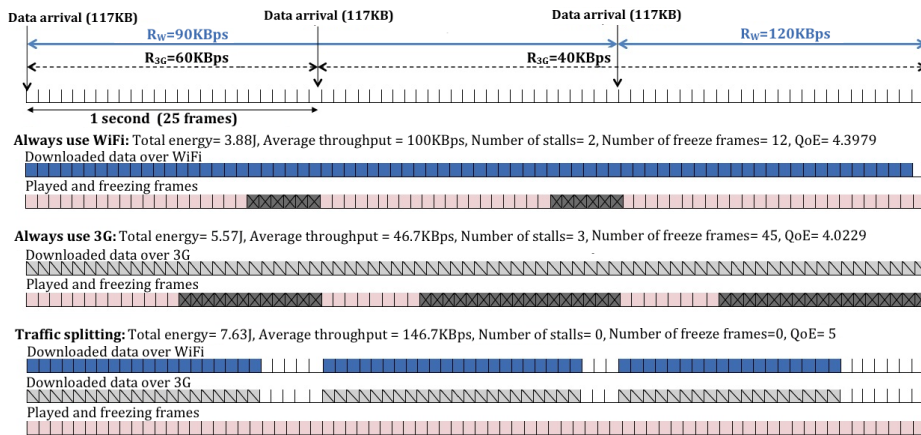 Data arrival (117KB) Data arrival (117KB) Data arrival (117KB)
RW=90KBps RW=120KBps
R3G=60KBps R3G=40KBps
1 second (25 frames)
Always use WiFi: Total energy= 3.88J, Average throughput = 100KBps, Number of stalls= 2, Number of freeze frames= 12, QoE= 4.3979
Downloaded data over WiFi
Played and freezing frames
Always use 3G: Total energy= 5.57J, Average throughput = 46.7KBps, Number of stalls= 3, Number of freeze frames= 45, QoE= 4.0229
Downloaded data over 3G
Played and freezing frames
Traffic splitting: Total energy= 7.63J, Average throughput = 146.7KBps, Number of stalls= 0, Number of freeze frames=0, QoE= 5
Downloaded data over WiFi
Downloaded data over 3G
Played and freezing frames